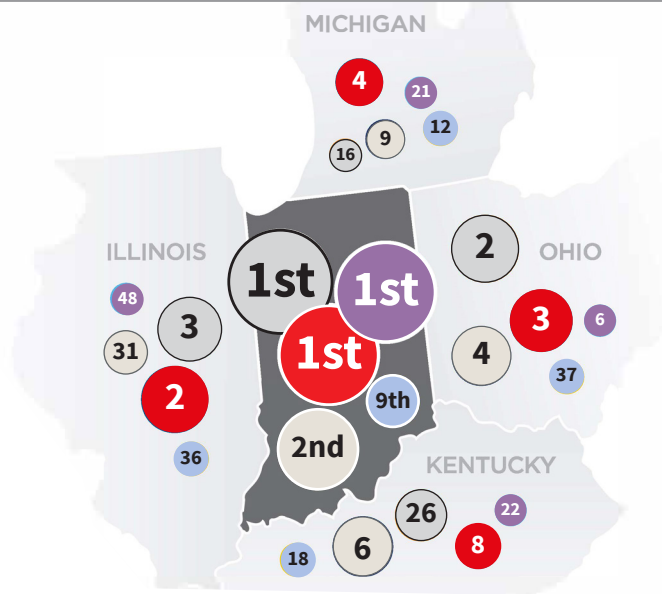 MICHIGAN
4
21
12
9
16
ILLINOIS
48
3
31
2
36
1st
1st
1st
9th
2nd
OHIO
2
3
6
4
37
KENTUCKY
26
22
18
6
8